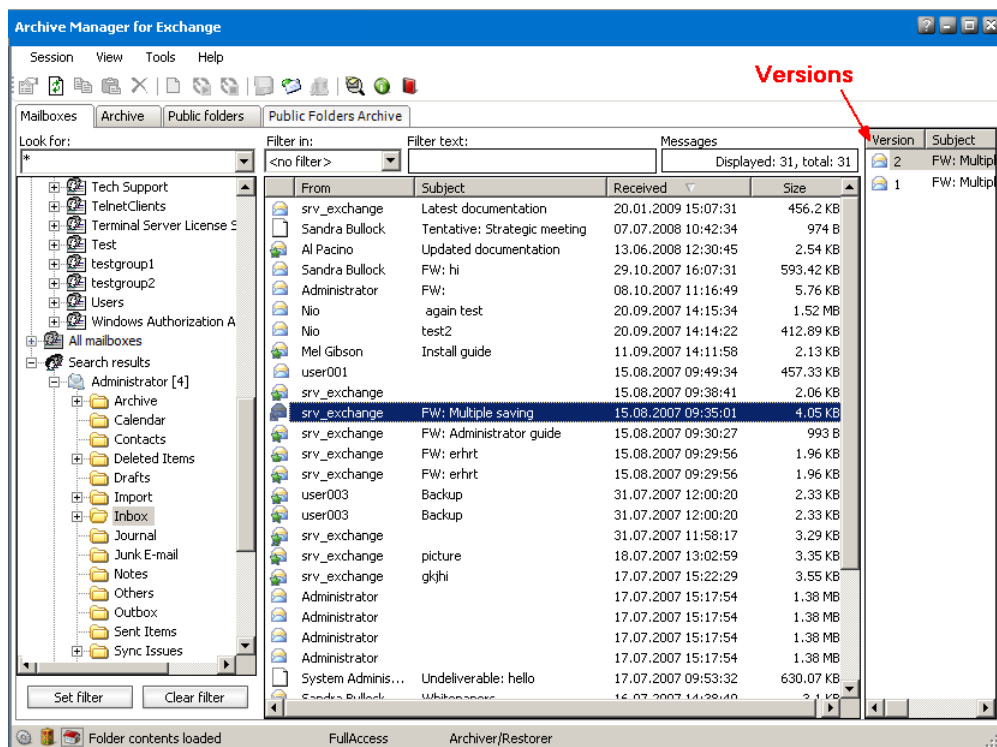 Archive Manager for Exchange
Session View Tools Help
Versions
Mailboxes Archive Public folders Public Folders Archive
Look for: Filter in: Filter text: Messages Version Subject
* <no filter> Displayed: 31, total: 31 2 FW: Multipl
From Subject Received Size 1 FW: Multipl
Tech Support
TelnetClients
Terminal Server License S
Test
testgroup1
testgroup2
Users
Windows Authorization A
All mailboxes
Search results
Administrator [4]
Archive
Calendar
Contacts
Deleted Items
Drafts
Import
Inbox
Journal
Junk E-mail
Notes
Others
Outbox
Sent Items
Sync Issues
Set filter Clear filter
srv_exchange Latest documentation 20.01.2009 15:07:31 456.2 KB
Sandra Bullock Tentative: Strategic meeting 07.07.2008 10:42:34 974 B
Al Pacino Updated documentation 13.06.2008 12:30:45 2.54 KB
Sandra Bullock FW: hi 29.10.2007 16:07:31 593.42 KB
Administrator FW: 08.10.2007 11:16:49 5.76 KB
Nio again test 20.09.2007 14:15:34 1.52 MB
Nio test2 20.09.2007 14:14:22 412.89 KB
Mel Gibson Install guide 11.09.2007 14:11:58 2.13 KB
user001 15.08.2007 09:49:34 457.33 KB
srv_exchange 15.08.2007 09:38:41 2.06 KB
srv_exchange FW: Multiple saving 15.08.2007 09:35:01 4.05 KB
srv_exchange FW: Administrator guide 15.08.2007 09:30:27 993 B
srv_exchange FW: erhrt 15.08.2007 09:29:56 1.96 KB
srv_exchange FW: erhrt 15.08.2007 09:29:56 1.96 KB
user003 Backup 31.07.2007 12:00:20 2.33 KB
user003 Backup 31.07.2007 12:00:20 2.33 KB
srv_exchange 31.07.2007 11:58:17 3.29 KB
srv_exchange picture 18.07.2007 13:02:59 3.35 KB
srv_exchange gkjhi 17.07.2007 15:22:29 3.55 KB
Administrator 17.07.2007 15:17:54 1.38 MB
Administrator 17.07.2007 15:17:54 1.38 MB
Administrator 17.07.2007 15:17:54 1.38 MB
Administrator 17.07.2007 15:17:54 1.38 MB
System Adminis... Undeliverable: hello 17.07.2007 09:53:32 630.07 KB
Sandra Bullock Whitepapers 16.07.2007 14:38:40 3.1 KB
Folder contents loaded FullAccess Archiver/Restorer